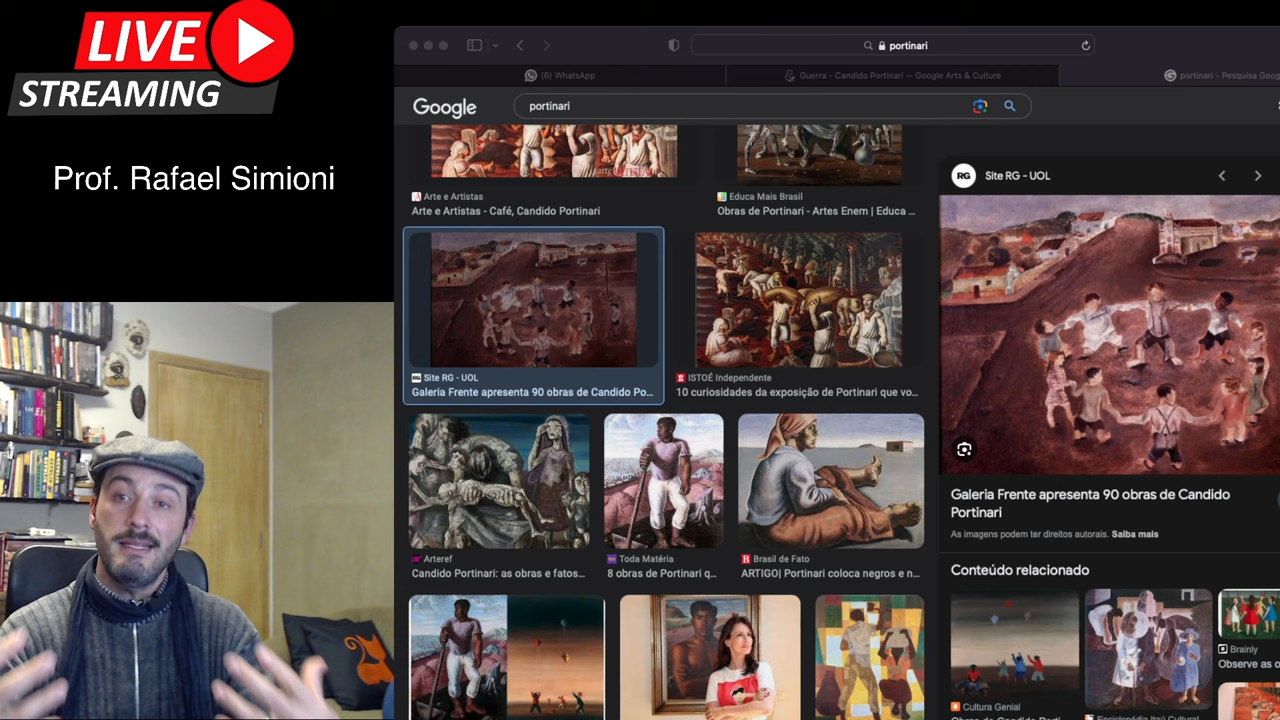 LIVE
STREAMING
Prof. Rafael Simioni
portinari
(6) WhatsApp
Guerra - Candido Portinari — Google Arts & Culture
portinari - Pesquisa Goog
Google
portinari
Arte e Artistas
Arte e Artistas - Café, Candido Portinari
Educa Mais Brasil
Obras de Portinari - Artes Enem | Educa ...
RG
Site RG - UOL
Site RG - UOL
Galeria Frente apresenta 90 obras de Candido Po...
ISTOÉ Independente
10 curiosidades da exposição de Portinari que vo...
Galeria Frente apresenta 90 obras de Candido
Portinari
As imagens podem ter direitos autorais. Saiba mais
Arteref
Candido Portinari: as obras e fatos...
Toda Matéria
8 obras de Portinari q...
Brasil de Fato
ARTIGO| Portinari coloca negros e n...
Conteúdo relacionado
Brainly
Observe as o
Cultura Genial
Enciclopédia Itaú Cultural